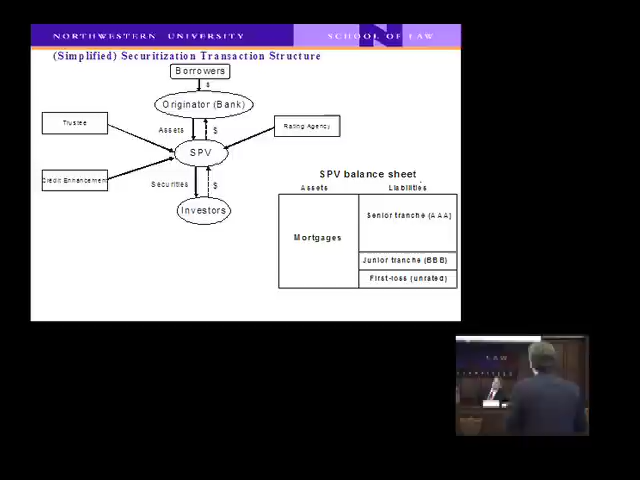 NORTHWESTERN UNIVERSITY
SCHOOL OF LAW
(Simplified) Securitization Transaction Structure
Borrowers
$
Originator (Bank)
Trustee
Assets
$
Rating Agency
SPV
Credit Enhancement
Securities
$
Investors
SPV balance sheet
Assets
Liabilities
Mortgages
Senior tranche (AAA)
Junior tranche (BBB)
First-loss (unrated)
LAW